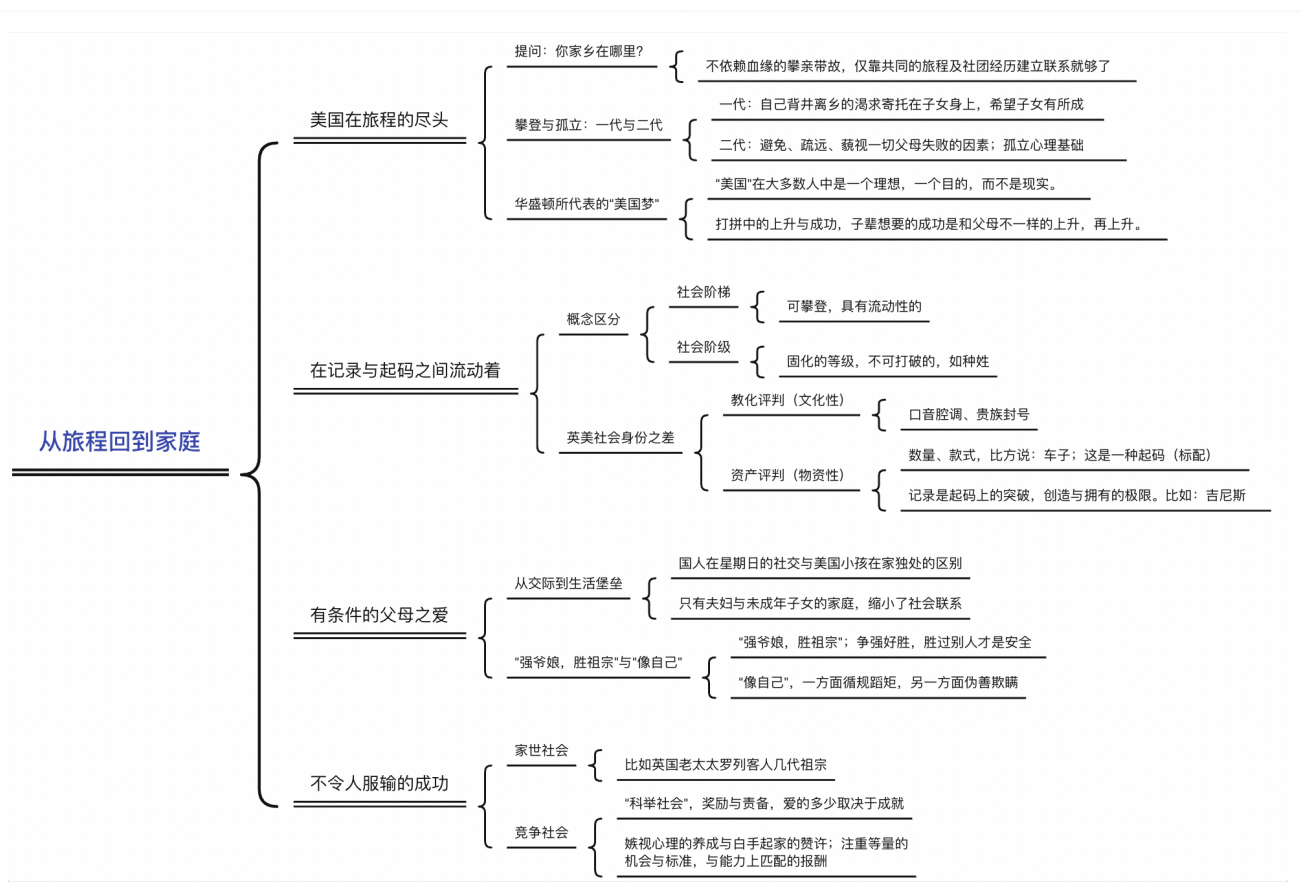 从旅程回到家庭
美国在旅程的尽头
提问：你家乡在哪里?
不依赖血缘的攀亲带故，仅靠共同的旅程及社团经历建立联系就够了
攀登与孤立：一代与二代
一代：自己背井离乡的渴求寄托在子女身上，希望子女有所成
二代：避免、疏远、藐视一切父母失败的因素；孤立心理基础
华盛顿所代表的"美国梦"
"美国"在大多数人中是一个理想，一个目的，而不是现实。
打拼中的上升与成功，子辈想要的成功是和父母不一样的上升，再上升。
在记录与起码之间流动着
概念区分
社会阶梯
可攀登，具有流动性的
社会阶级
固化的等级，不可打破的，如种姓
英美社会身份之差
教化评判（文化性）
口音腔调、贵族封号
资产评判（物资性）
数量、款式，比方说：车子；这是一种起码（标配）
记录是起码上的突破，创造与拥有的极限。比如：吉尼斯
有条件的父母之爱
从交际到生活堡垒
国人在星期日的社交与美国小孩在家独处的区别
只有夫妇与未成年子女的家庭，缩小了社会联系
"强爷娘，胜祖宗"与"像自己"
"强爷娘，胜祖宗"；争强好胜，胜过别人才是安全
"像自己"，一方面循规蹈矩，另一方面伪善欺瞒
不令人服输的成功
家世社会
比如英国老太太罗列客人几代祖宗
竞争社会
"科举社会"，奖励与责备，爱的多少取决于成就
嫉视心理的养成与白手起家的赞许；注重等量的
机会与标准，与能力上匹配的报酬